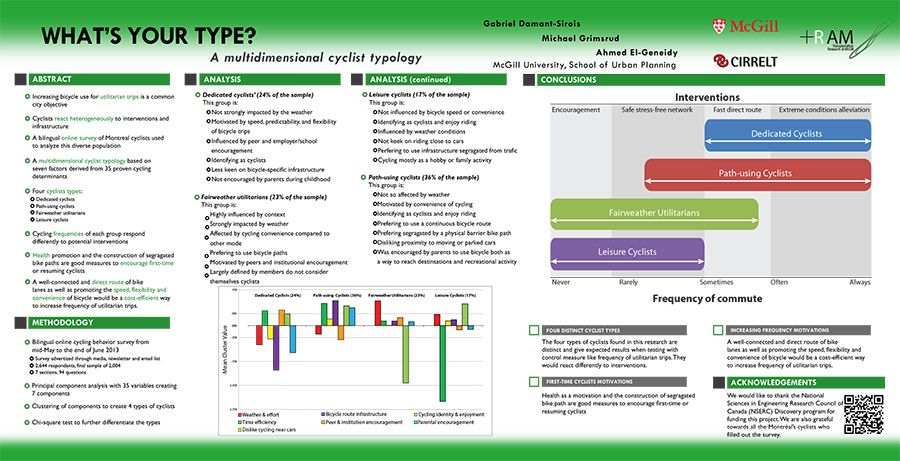 WHAT'S YOUR TYPE?
A multidimensional cyclist typology
Gabriel Damant-Sirois
Michael Grimsrud
Ahmed El-Geneidy
McGill University, School of Urban Planning
McGill
CIRRELT
+RAM
ABSTRACT
Increasing bicycle use for utilitarian trips is a common
city objective
Cyclists react heterogeneously to interventions and
infrastructure
A bilingual online survey of Montreal cyclists used
to analyze this diverse population
A multidimensional cyclist typology based on
seven factors derived from 35 proven cycling
determinants
Four cyclists types:
Dedicated cyclists
Path-using cyclists
Fairweather utilitarians
Leisure cyclists
Cycling frequencies of each group respond
differently to potential interventions
Health promotion and the construction of segragated
bike paths are good measures to encourage first-time
or resuming cyclists
A well-connected and direct route of bike
lanes as well as promoting the speed, flexibility and
convenience of bicycle would be a cost-efficient way
to increase frequency of utilitarian trips.
METHODOLOGY
Bilingual online cycling behavior survey from
mid-May to the end of June 2013
Survey advertised through media, newsletter and email list
2,644 respondents, final sample of 2,004
7 sections, 94 questions
Principal component analysis with 35 variables creating
7 components
Clustering of components to create 4 types of cyclists
Chi-square test to further differentiate the types
ANALYSIS
Dedicated cyclists"(24% of the sample)
This group is:
Not strongly impacted by the weather
Motivated by speed, predictability, and flexibility
of bicycle trips
Influenced by peer and employer/school
encouragement
Identifying as cyclists
Less keen on bicycle-specific infrastructure
Not encouraged by parents during childhood
Fairweather utilitarians (23% of the sample)
This group is:
Highly influenced by context
Strongly impacted by weather
Affected by cycling convenience compared to
other mode
Prefering to use bicycle paths
Motivated by peers and institutional encouragement
Largely defined by members do not consider
themselves cyclists
ANALYSIS (continued)
Leisure cyclists (17% of the sample)
This group is:
Not influenced by bicycle speed or convenience
Identifying as cyclists and enjoy riding
Influenced by weather conditions
Not keen on riding close to cars
Perfering to use infrastructure segregated from trafic
Cycling mostly as a hobby or family activity
Path-using cyclists (36% of the sample)
This group is:
Not so affected by weather
Motivated by convenience of cycling
Identifying as cyclists and enjoy riding
Prefering to use a continuous bicycle route
Prefering segragated by a physical barrier bike path
Disliking proximity to moving or parked cars
Was encouraged by parents to use bicycle both as
a way to reach destinations and recreational activity
Mean Cluster Value
Dedicated Cyclists (24%)
Path-using Cyclists (36%)
Fairweather Utilitarians (23%)
Leisure Cyclists (17%)
Weather & effort
Bicycle route infrastructure
Cycling identity & enjoyment
Time efficiency
Peer & institution encouragement
Parental encouragement
Dislike cycling near cars
CONCLUSIONS
Interventions
Encouragement
Safe stress-free network
Fast direct route
Extreme conditions alleviation
Dedicated Cyclists
Path-using Cyclists
Fairweather Utilitarians
Leisure Cyclists
Never
Rarely
Sometimes
Often
Always
Frequency of commute
FOUR DISTINCT CYCLIST TYPES
The four types of cyclists found in this research are
distinct and give expected results when testing with
control measure like frequency of utilitarian trips. They
would react differently to interventions.
FIRST-TIME CYCLISTS MOTIVATIONS
Health as a motivation and the construction of segragated
bike path are good measures to encourage first-time or
resuming cyclists
INCREASING FREQUENCY MOTIVATIONS
A well-connected and direct route of bike
lanes as well as promoting the speed, flexibility and
convenience of bicycle would be a cost-efficient way
to increase frequency of utilitarian trips.
ACKNOWLEDGEMENTS
We would like to thank the National
Sciences in Engineering Research Council of
Canada (NSERC) Discovery program for
funding this project. We are also grateful
towards all the Montréal's cyclists who
filled out the survey.